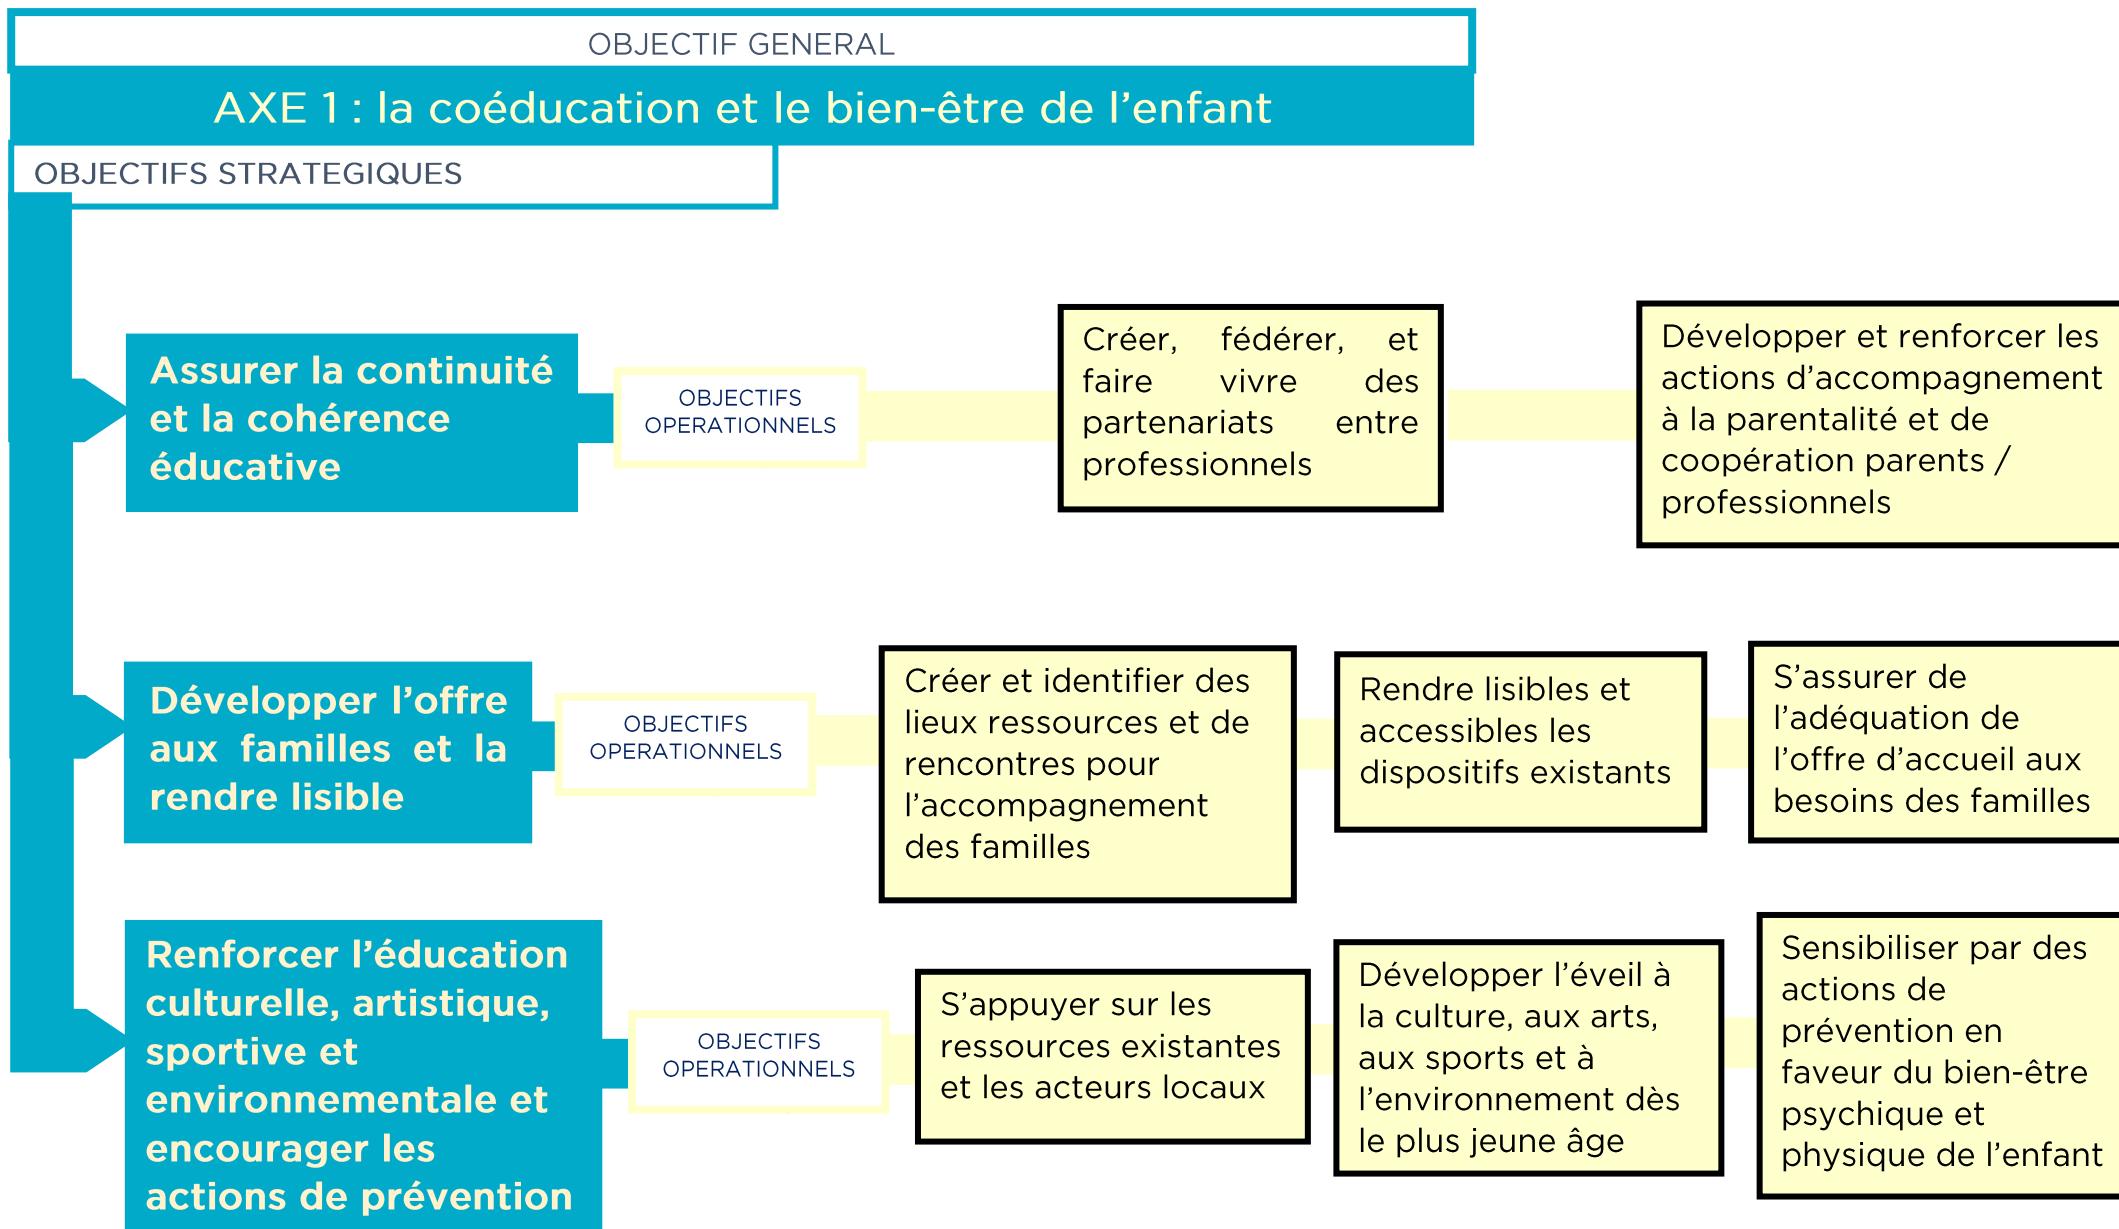 OBJECTIF GENERAL
AXE 1 : la coéducation et le bien-être de l’enfant
OBJECTIFS STRATEGIQUES
Assurer la continuité
et la cohérence
éducative
OBJECTIFS
OPERATIONNELS
Créer, fédérer, et
faire vivre des
partenariats entre
professionnels
Développer et renforcer les
actions d’accompagnement
à la parentalité et de
coopération parents /
professionnels
Développer l’offre
aux familles et la
rendre lisible
OBJECTIFS
OPERATIONNELS
Créer et identifier des
lieux ressources et de
rencontres pour
l’accompagnement
des familles
Rendre lisibles et
accessibles les
dispositifs existants
S’assurer de
l’adéquation de
l’offre d’accueil aux
besoins des familles
Renforcer l’éducation
culturelle, artistique,
sportive et
environnementale et
encourager les
actions de prévention
OBJECTIFS
OPERATIONNELS
S’appuyer sur les
ressources existantes
et les acteurs locaux
Développer l’éveil à
la culture, aux arts,
aux sports et à
l’environnement dès
le plus jeune âge
Sensibiliser par des
actions de
prévention en
faveur du bien-être
psychique et
physique de l’enfant